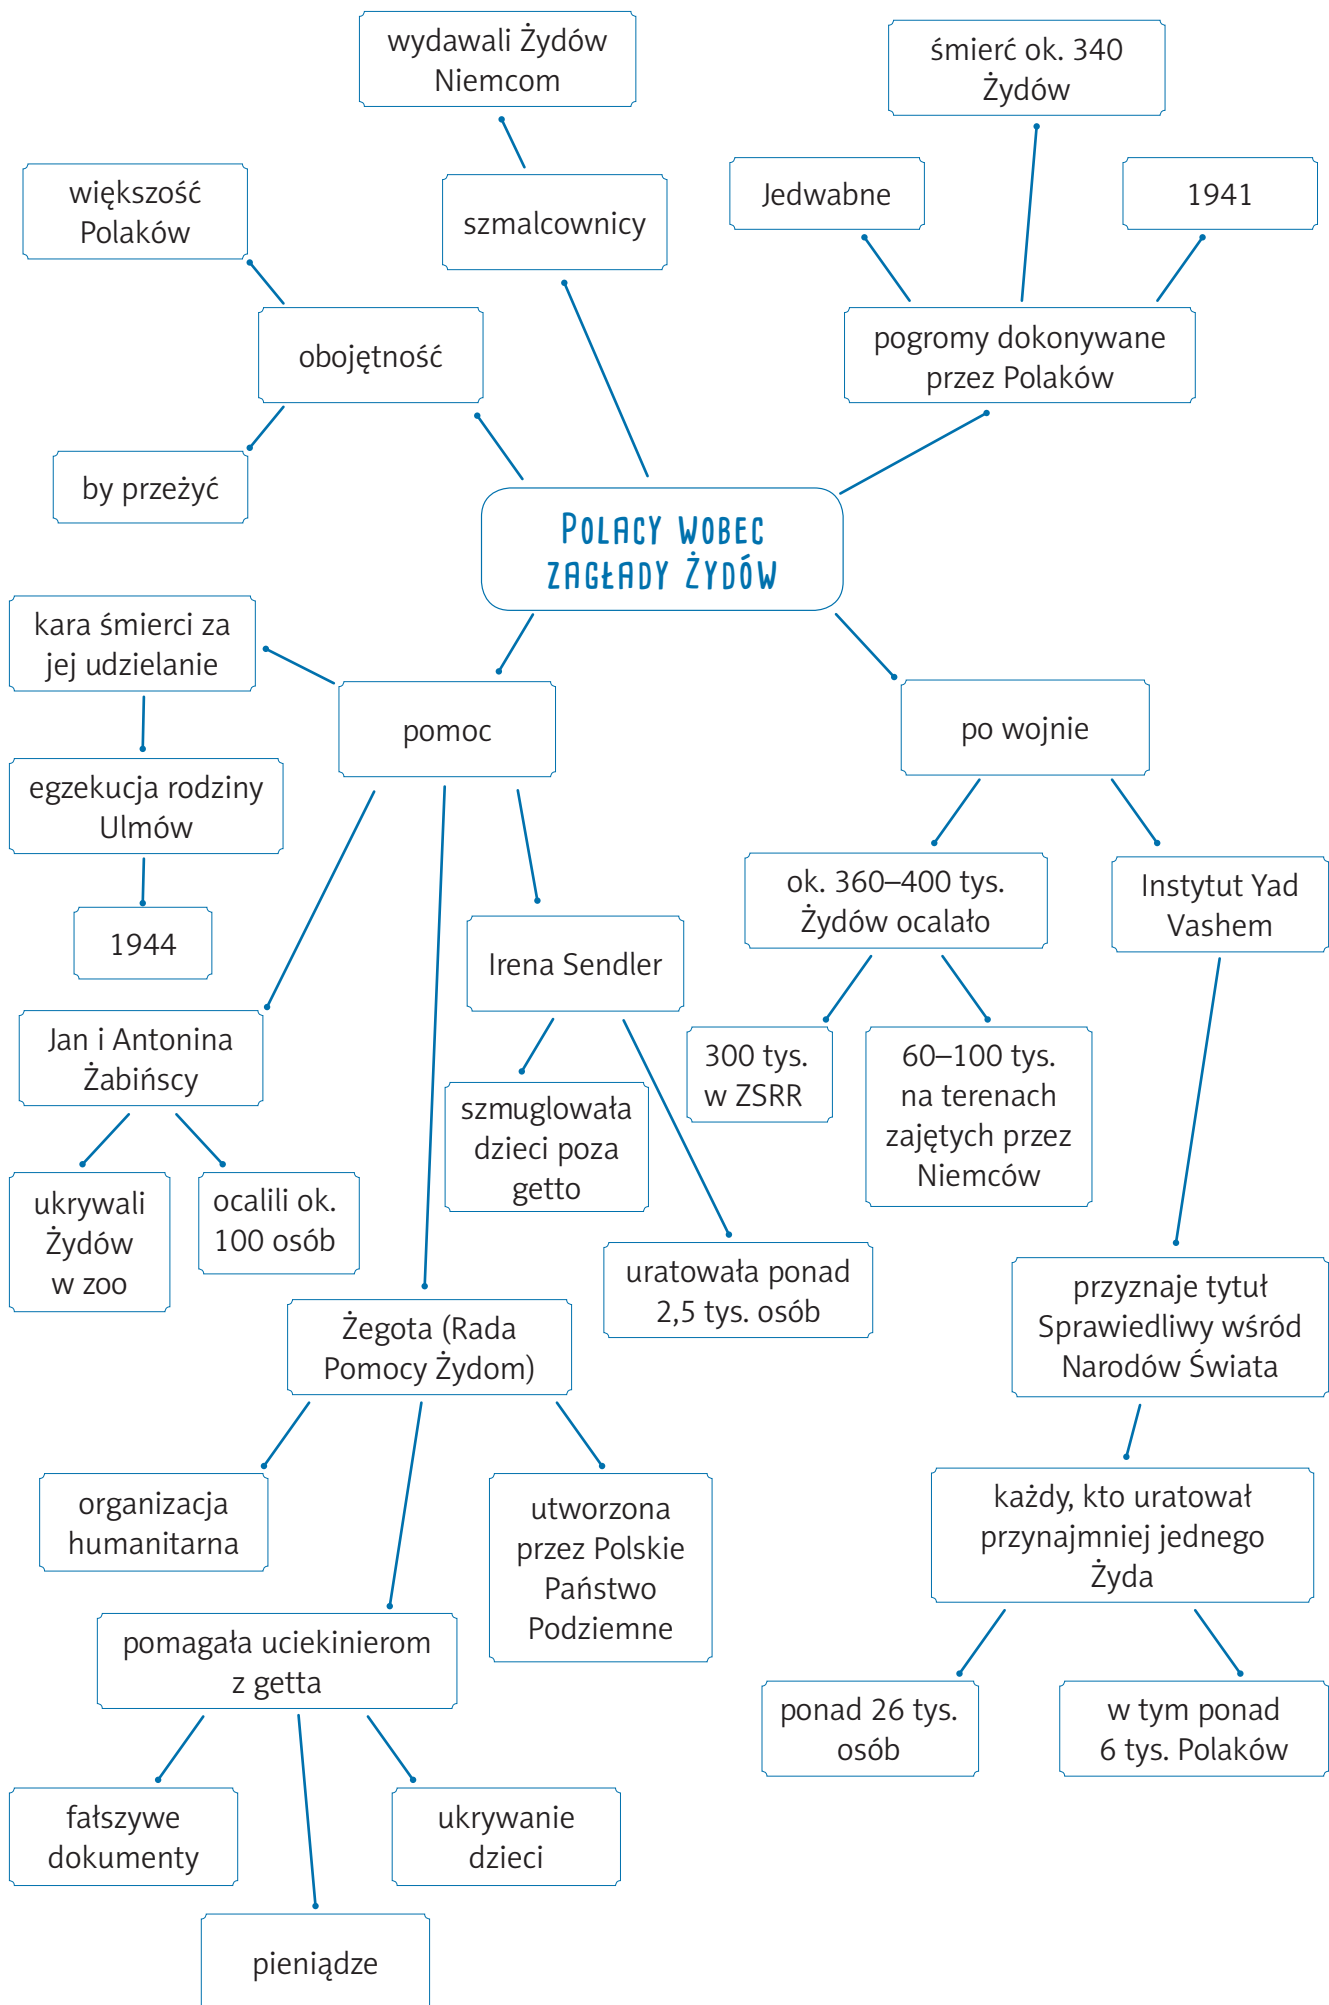 wydawali Żydów
Niemcom
śmierć ok. 340
Żydów
większość
Polaków
szmalcownicy
Jedwabne
1941
obojętność
pogromy dokonywane
przez Polaków
by przeżyć
POLACY WOBEC
ZAGŁADY ŻYDÓW
kara śmierci za
jej udzielanie
pomoc
po wojnie
egzekucja rodziny
Ulmów
1944
ok. 360–400 tys.
Żydów ocalało
Instytut Yad
Vashem
Irena Sendler
Jan i Antonina
Żabińscy
300 tys.
w ZSRR
60–100 tys.
na terenach
zajętych przez
Niemców
szmuglowała
dzieci poza
getto
ukrywali
Żydów
w zoo
ocalili ok.
100 osób
uratowała ponad
2,5 tys. osób
przyznaje tytuł
Sprawiedliwy wśród
Narodów Świata
Żegota (Rada
Pomocy Żydom)
organizacja
humanitarna
utworzona
przez Polskie
Państwo
Podziemne
każdy, kto uratował
przynajmniej jednego
Żyda
pomagała uciekinierom
z getta
ponad 26 tys.
osób
w tym ponad
6 tys. Polaków
fałszywe
dokumenty
ukrywanie
dzieci
pieniądze